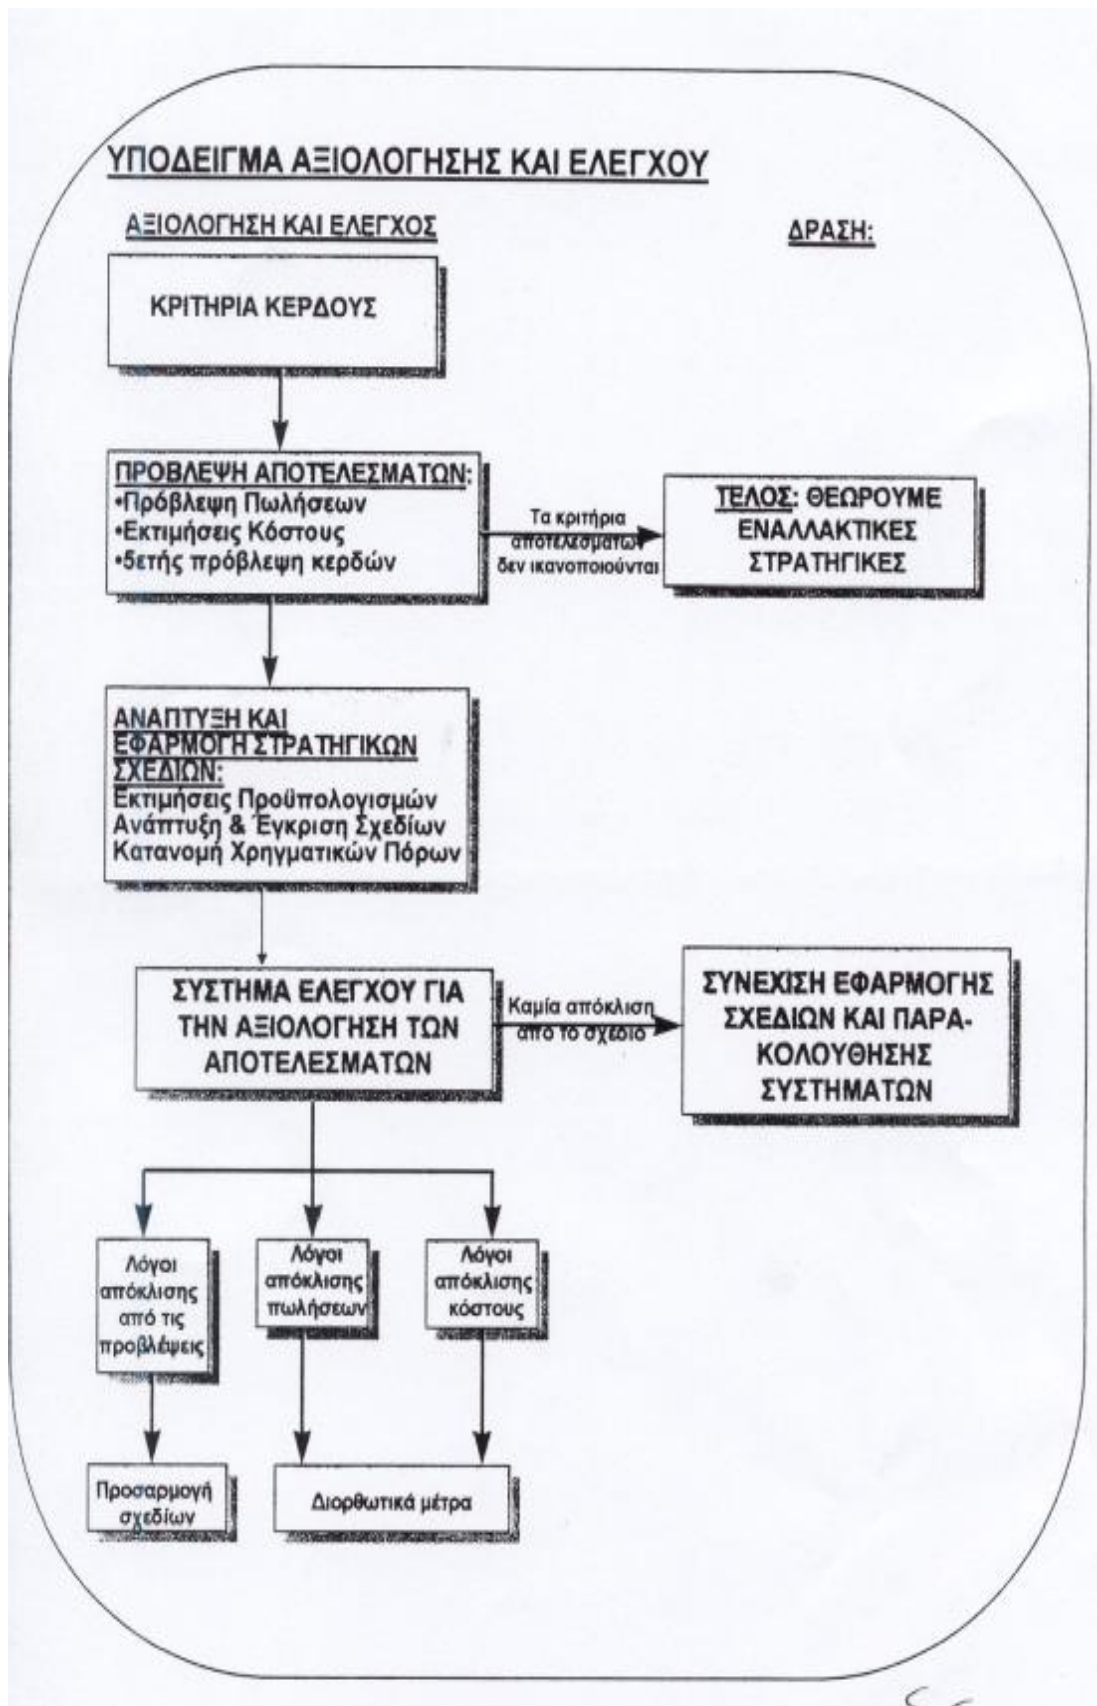 ΥΠΟΔΕΙΓΜΑ ΑΞΙΟΛΟΓΗΣΗΣ ΚΑΙ ΕΛΕΓΧΟΥ
ΑΞΙΟΛΟΓΗΣΗ ΚΑΙ ΕΛΕΓΧΟΣ
ΔΡΑΣΗ:
ΚΡΙΤΗΡΙΑ ΚΕΡΔΟΥΣ
ΠΡΟΒΛΕΨΗ ΑΠΟΤΕΛΕΣΜΑΤΩΝ:
•Πρόβλεψη Πωλήσεων
•Εκτιμήσεις Κόστους
•5ετής πρόβλεψη κερδών
Τα κριτήρια
αποτελεσμάτων
δεν ικανοποιούνται
ΤΕΛΟΣ: ΘΕΩΡΟΥΜΕ
ΕΝΑΛΛΑΚΤΙΚΕΣ
ΣΤΡΑΤΗΓΙΚΕΣ
ΑΝΑΠΤΥΞΗ ΚΑΙ
ΕΦΑΡΜΟΓΗ ΣΤΡΑΤΗΓΙΚΩΝ
ΣΧΕΔΙΩΝ:
Εκτιμήσεις Προϋπολογισμών
Ανάπτυξη & Έγκριση Σχεδίων
Κατανομή Χρηγματικών Πόρων
ΣΥΣΤΗΜΑ ΕΛΕΓΧΟΥ ΓΙΑ
ΤΗΝ ΑΞΙΟΛΟΓΗΣΗ ΤΩΝ
ΑΠΟΤΕΛΕΣΜΑΤΩΝ
Καμία απόκλιση
από το σχέδιο
ΣΥΝΕΧΙΣΗ ΕΦΑΡΜΟΓΗΣ
ΣΧΕΔΙΩΝ ΚΑΙ ΠΑΡΑ-
ΚΟΛΟΥΘΗΣΗΣ
ΣΥΣΤΗΜΑΤΩΝ
Λόγοι
απόκλισης
από τις
προβλέψεις
Λόγοι
απόκλισης
πωλήσεων
Λόγοι
απόκλισης
κόστους
Προσαρμογή
σχεδίων
Διορθωτικά μέτρα